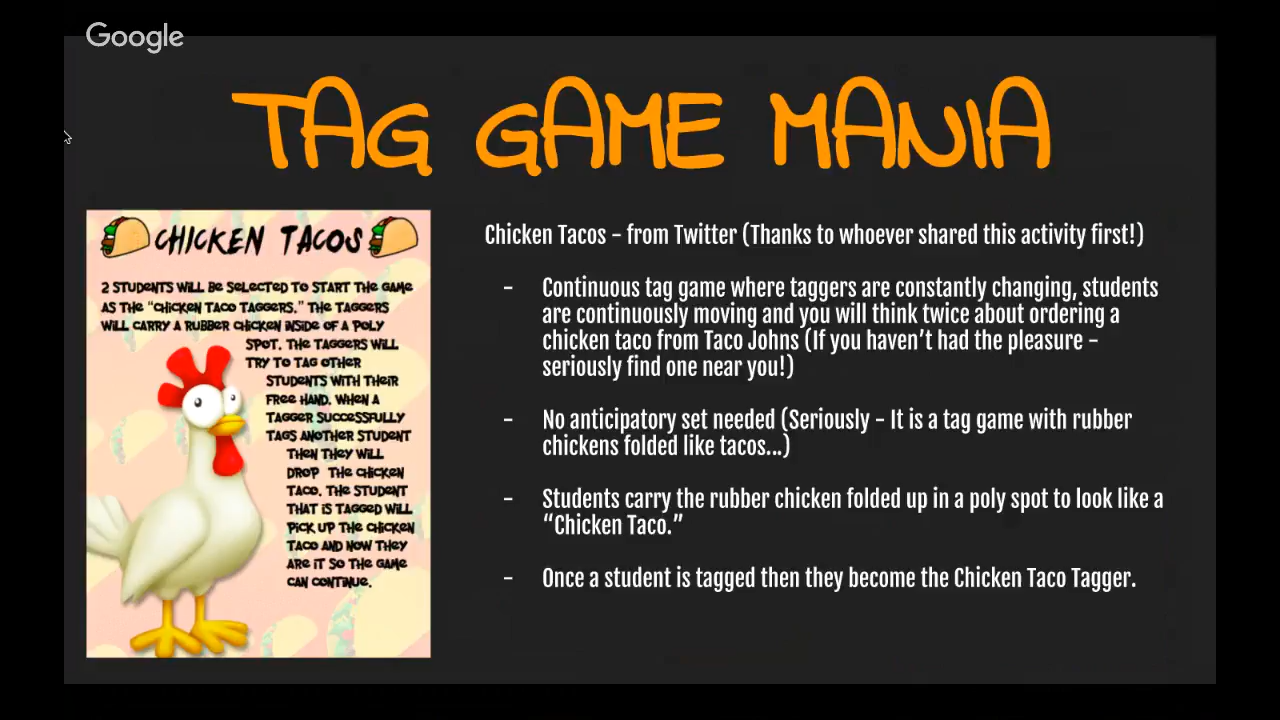 Google
TAG GAME MANIA
CHICKEN TACOS
2 STUDENTS WILL BE SELECTED TO START THE GAME
AS THE "CHICKEN TACO TAGGERS." THE TAGGERS
WILL CARRY A RUBBER CHICKEN INSIDE OF A POLY
SPOT. THE TAGGERS WILL
TRY TO TAG OTHER
STUDENTS WITH THEIR
FREE HAND. WHEN A
TAGGER SUCCESSFULLY
TAGS ANOTHER STUDENT
THEN THEY WILL
DROP THE CHICKEN
TACO. THE STUDENT
THAT IS TAGGED WILL
PICK UP THE CHICKEN
TACO AND NOW THEY
ARE IT SO THE GAME
CAN CONTINUE.
Chicken Tacos - from Twitter (Thanks to whoever shared this activity first!)
- Continuous tag game where taggers are constantly changing, students
are continuously moving and you will think twice about ordering a
chicken taco from Taco Johns (If you haven't had the pleasure -
seriously find one near you!)
- No anticipatory set needed (Seriously - It is a tag game with rubber
chickens folded like tacos...)
- Students carry the rubber chicken folded up in a poly spot to look like a
"Chicken Taco."
- Once a student is tagged then they become the Chicken Taco Tagger.